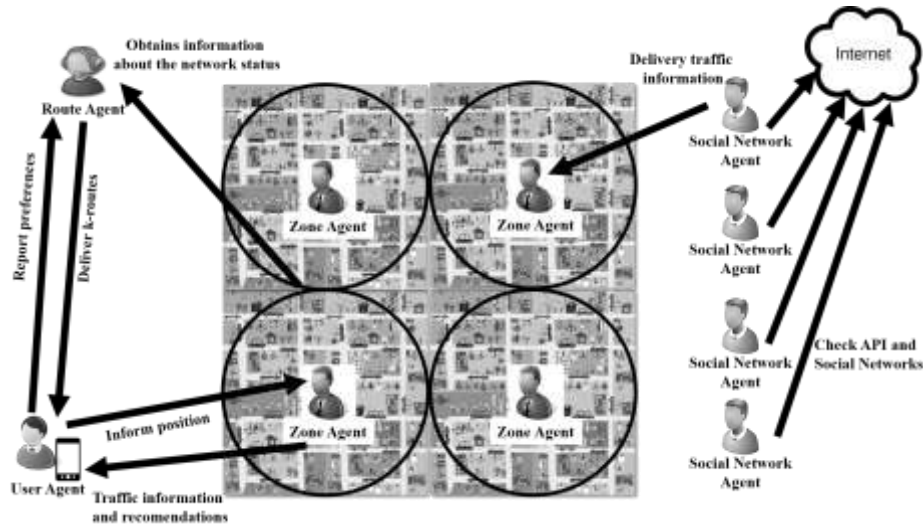 Obtains information
about the network status
Route Agent
Report preferences
Deliver k-routes
Delivery traffic
information
Internet
Social Network
Agent
Zone Agent
Zone Agent
Social Network
Agent
Social Network
Agent
Check API and
Social Networks
Inform position
Zone Agent
Zone Agent
Social Network
Agent
User Agent
Traffic information
and recomendations